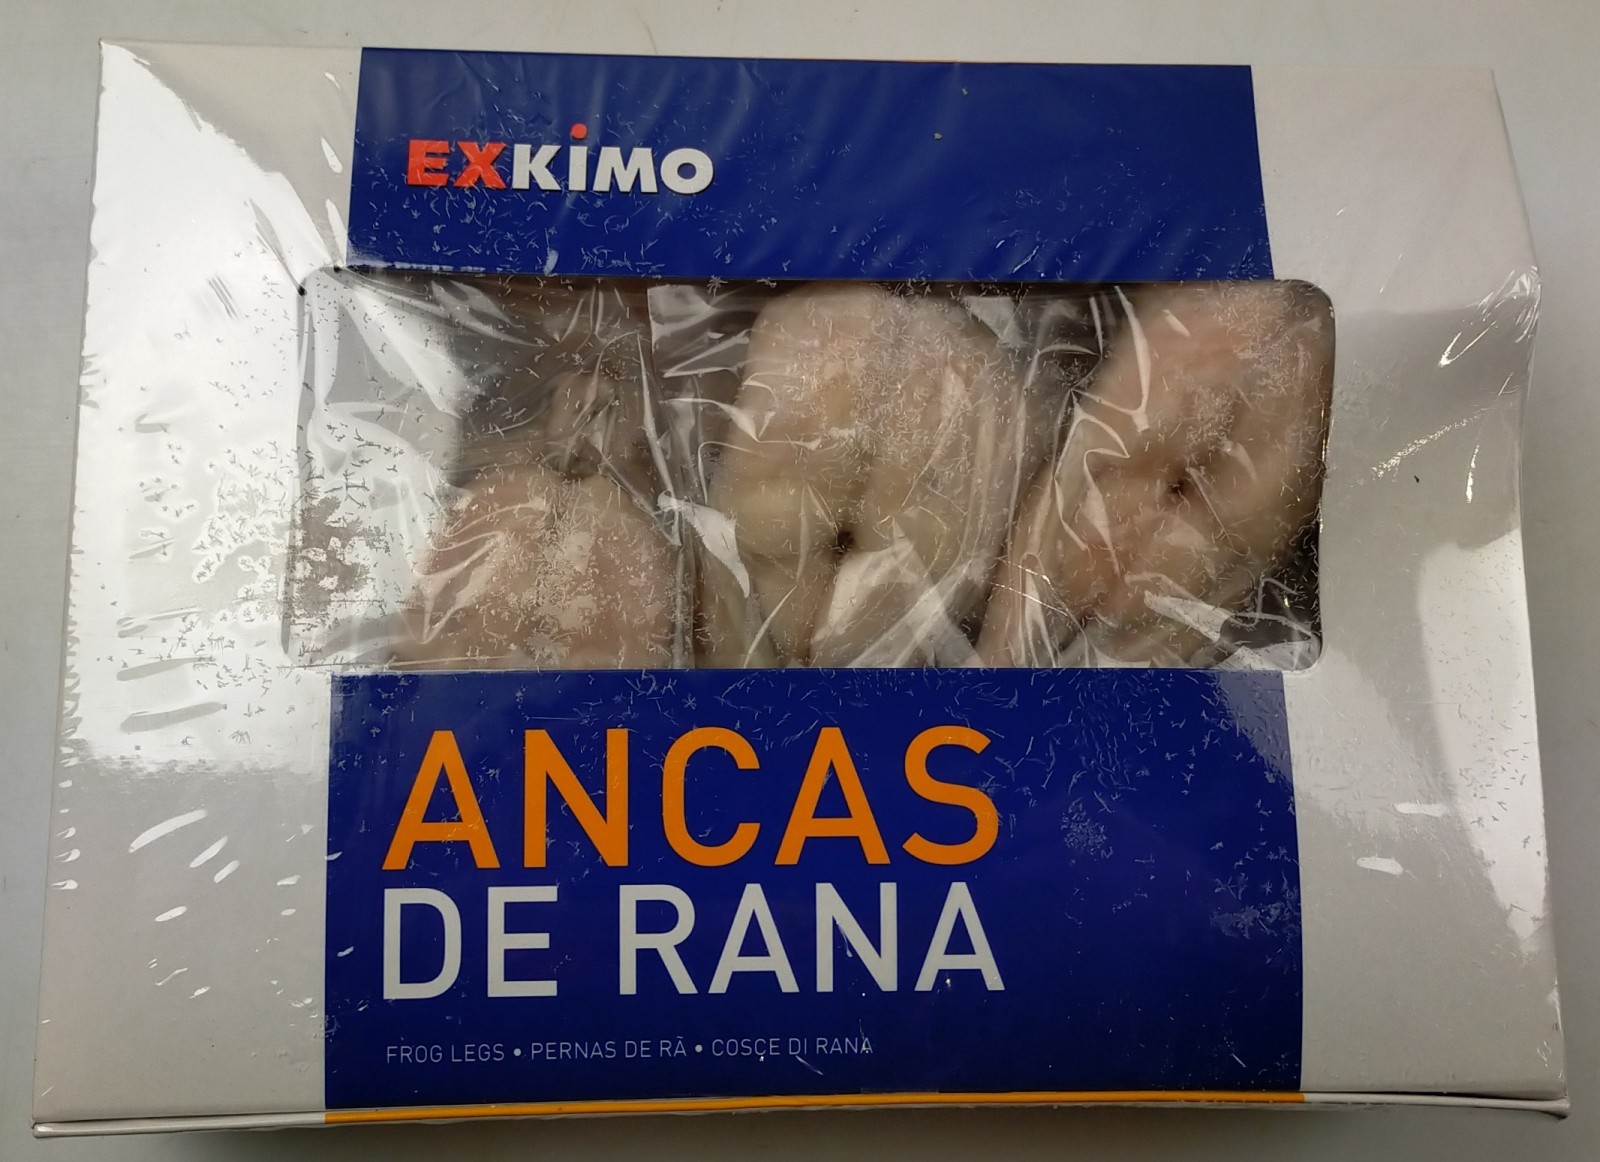 EXKIMO
ANCAS
DE RANA
FROG LEGS • PERNAS DE RÃ • COSCE DI RANA